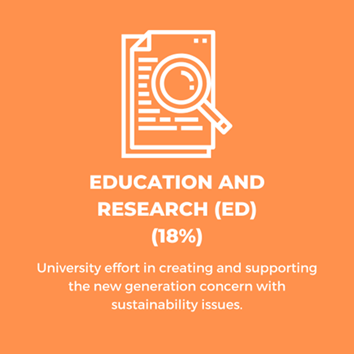 EDUCATION AND
RESEARCH (ED)
(18%)
University effort in creating and supporting
the new generation concern with
sustainability issues.